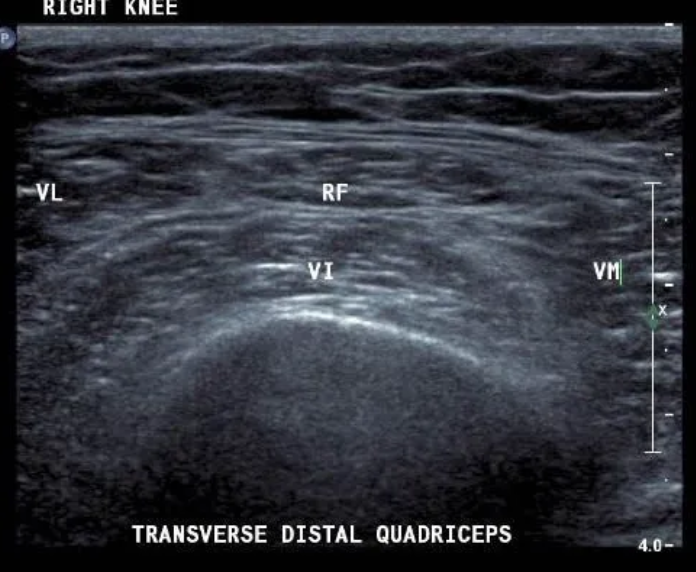 RIGHT KNEE
P
VL
RF
VI
VM
x
4.0
TRANSVERSE DISTAL QUADRICEPS